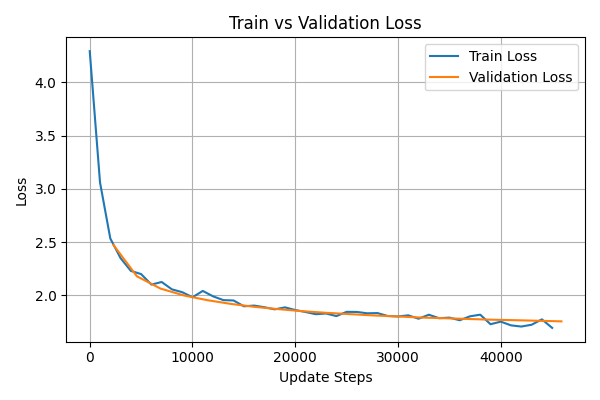 Train vs Validation Loss
Train Loss
Validation Loss
4.0
3.5
3.0
2.5
2.0
Loss
0
10000
20000
30000
40000
Update Steps